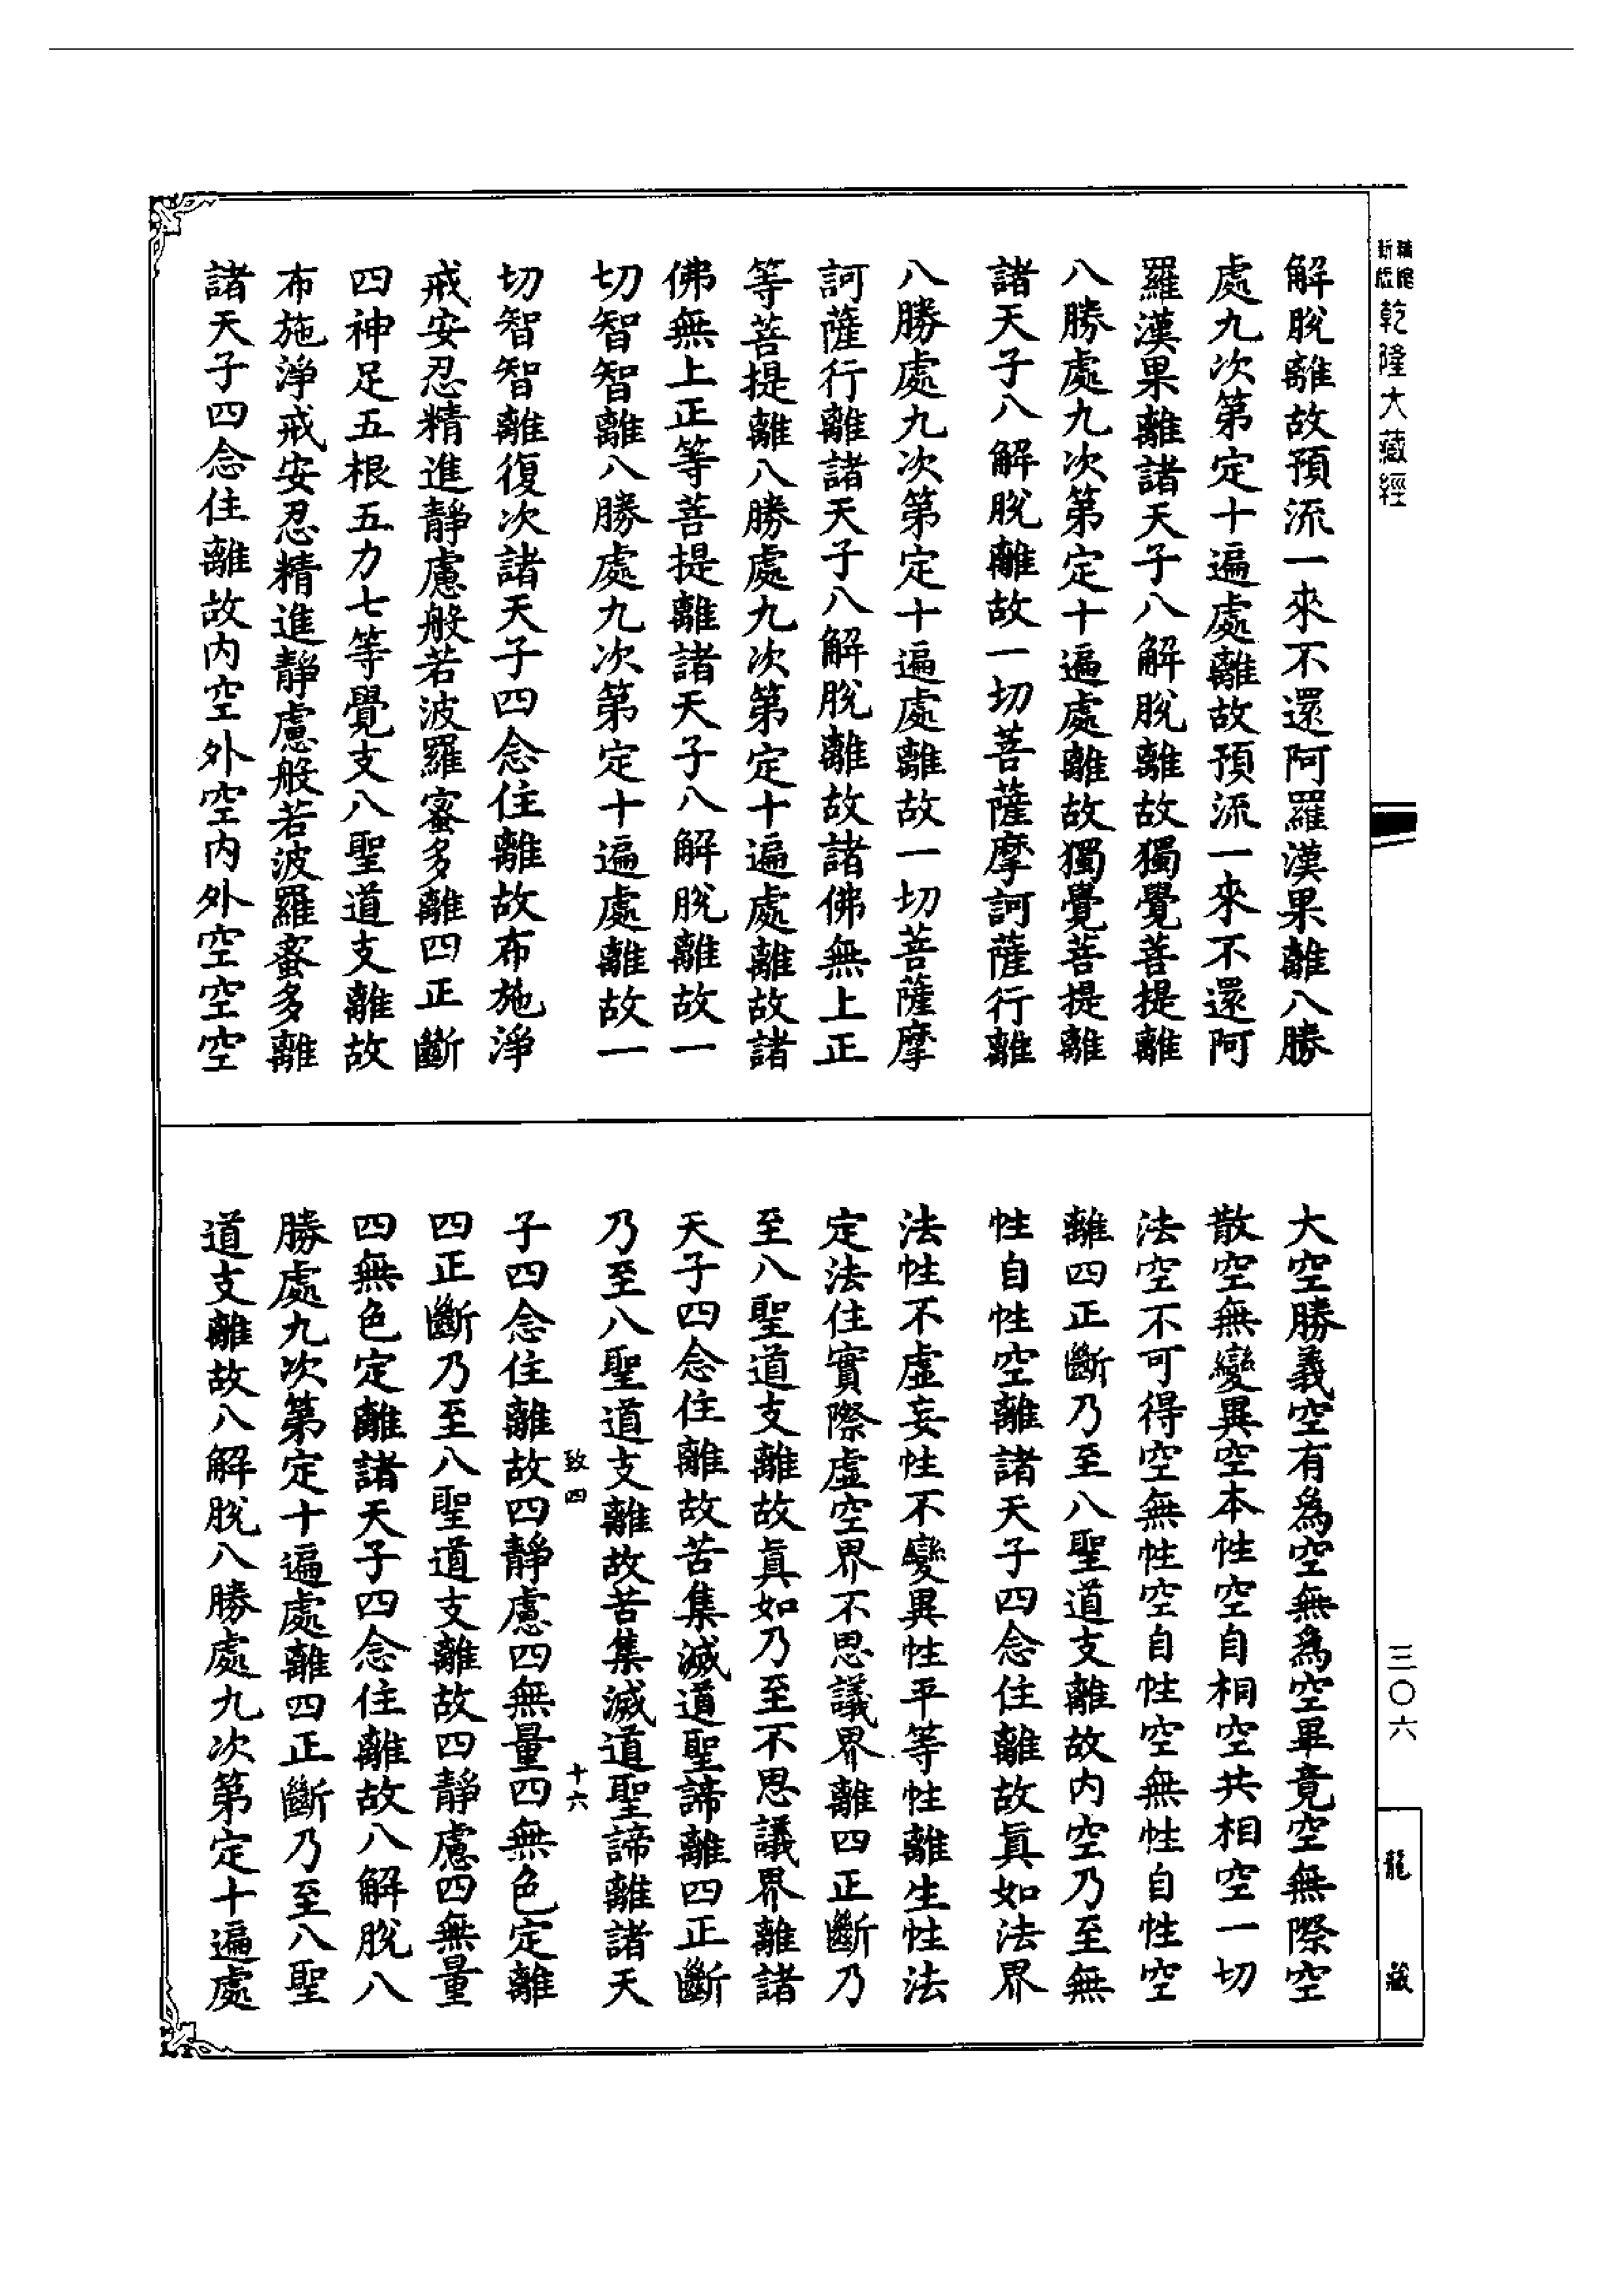 乾隆大藏經
解脫離故預流一來不還阿羅漢果離八勝
處九次第定十遍處離故預流一來不還阿
羅漢果離諸天子八解脫離故獨覺菩提離
八勝處九次第定十遍處離故獨覺菩提離
諸天子八解脫離故一切菩薩摩訶薩行離
八勝處九次第定十遍處離故一切菩薩摩
訶薩行離諸天子八解脫離故諸佛無上正
等菩提離八勝處九次第定十遍處離故諸
佛無上正等菩提離諸天子八解脫離故一
切智智離八勝處九次第定十遍處離故一
切智智離復次諸天子四念住離故布施淨
戒安忍精進靜慮般若波羅蜜多離四正斷
四神足五根五力七等覺支八聖道支離故
布施淨戒安忍精進靜慮般若波羅蜜多離
諸天子四念住離故內空外空內外空空空
大空勝義空有為空無為空畢竟空無際空
散空無變異空本性空自相空共相空一切
法空不可得空無性空自性空無性自性空
離四正斷乃至八聖道支離故內空乃至無
性自性空離諸天子四念住離故真如法界
法性不虛妄性不變異性平等性離生性法
定法住實際虛空界不思議界離四正斷乃
至八聖道支離故真如乃至不思議界離諸
天子四念住離故苦集滅道聖諦離四正斷
乃至八聖道支離故苦集滅道聖諦離諸天
致四
十六
子四念住離故四靜慮四無量四無色定離
四正斷乃至八聖道支離故四靜慮四無量
四無色定離諸天子四念住離故八解脫八
勝處九次第定十遍處離四正斷乃至八聖
道支離故八解脫八勝處九次第定十遍處
三〇六
龍藏